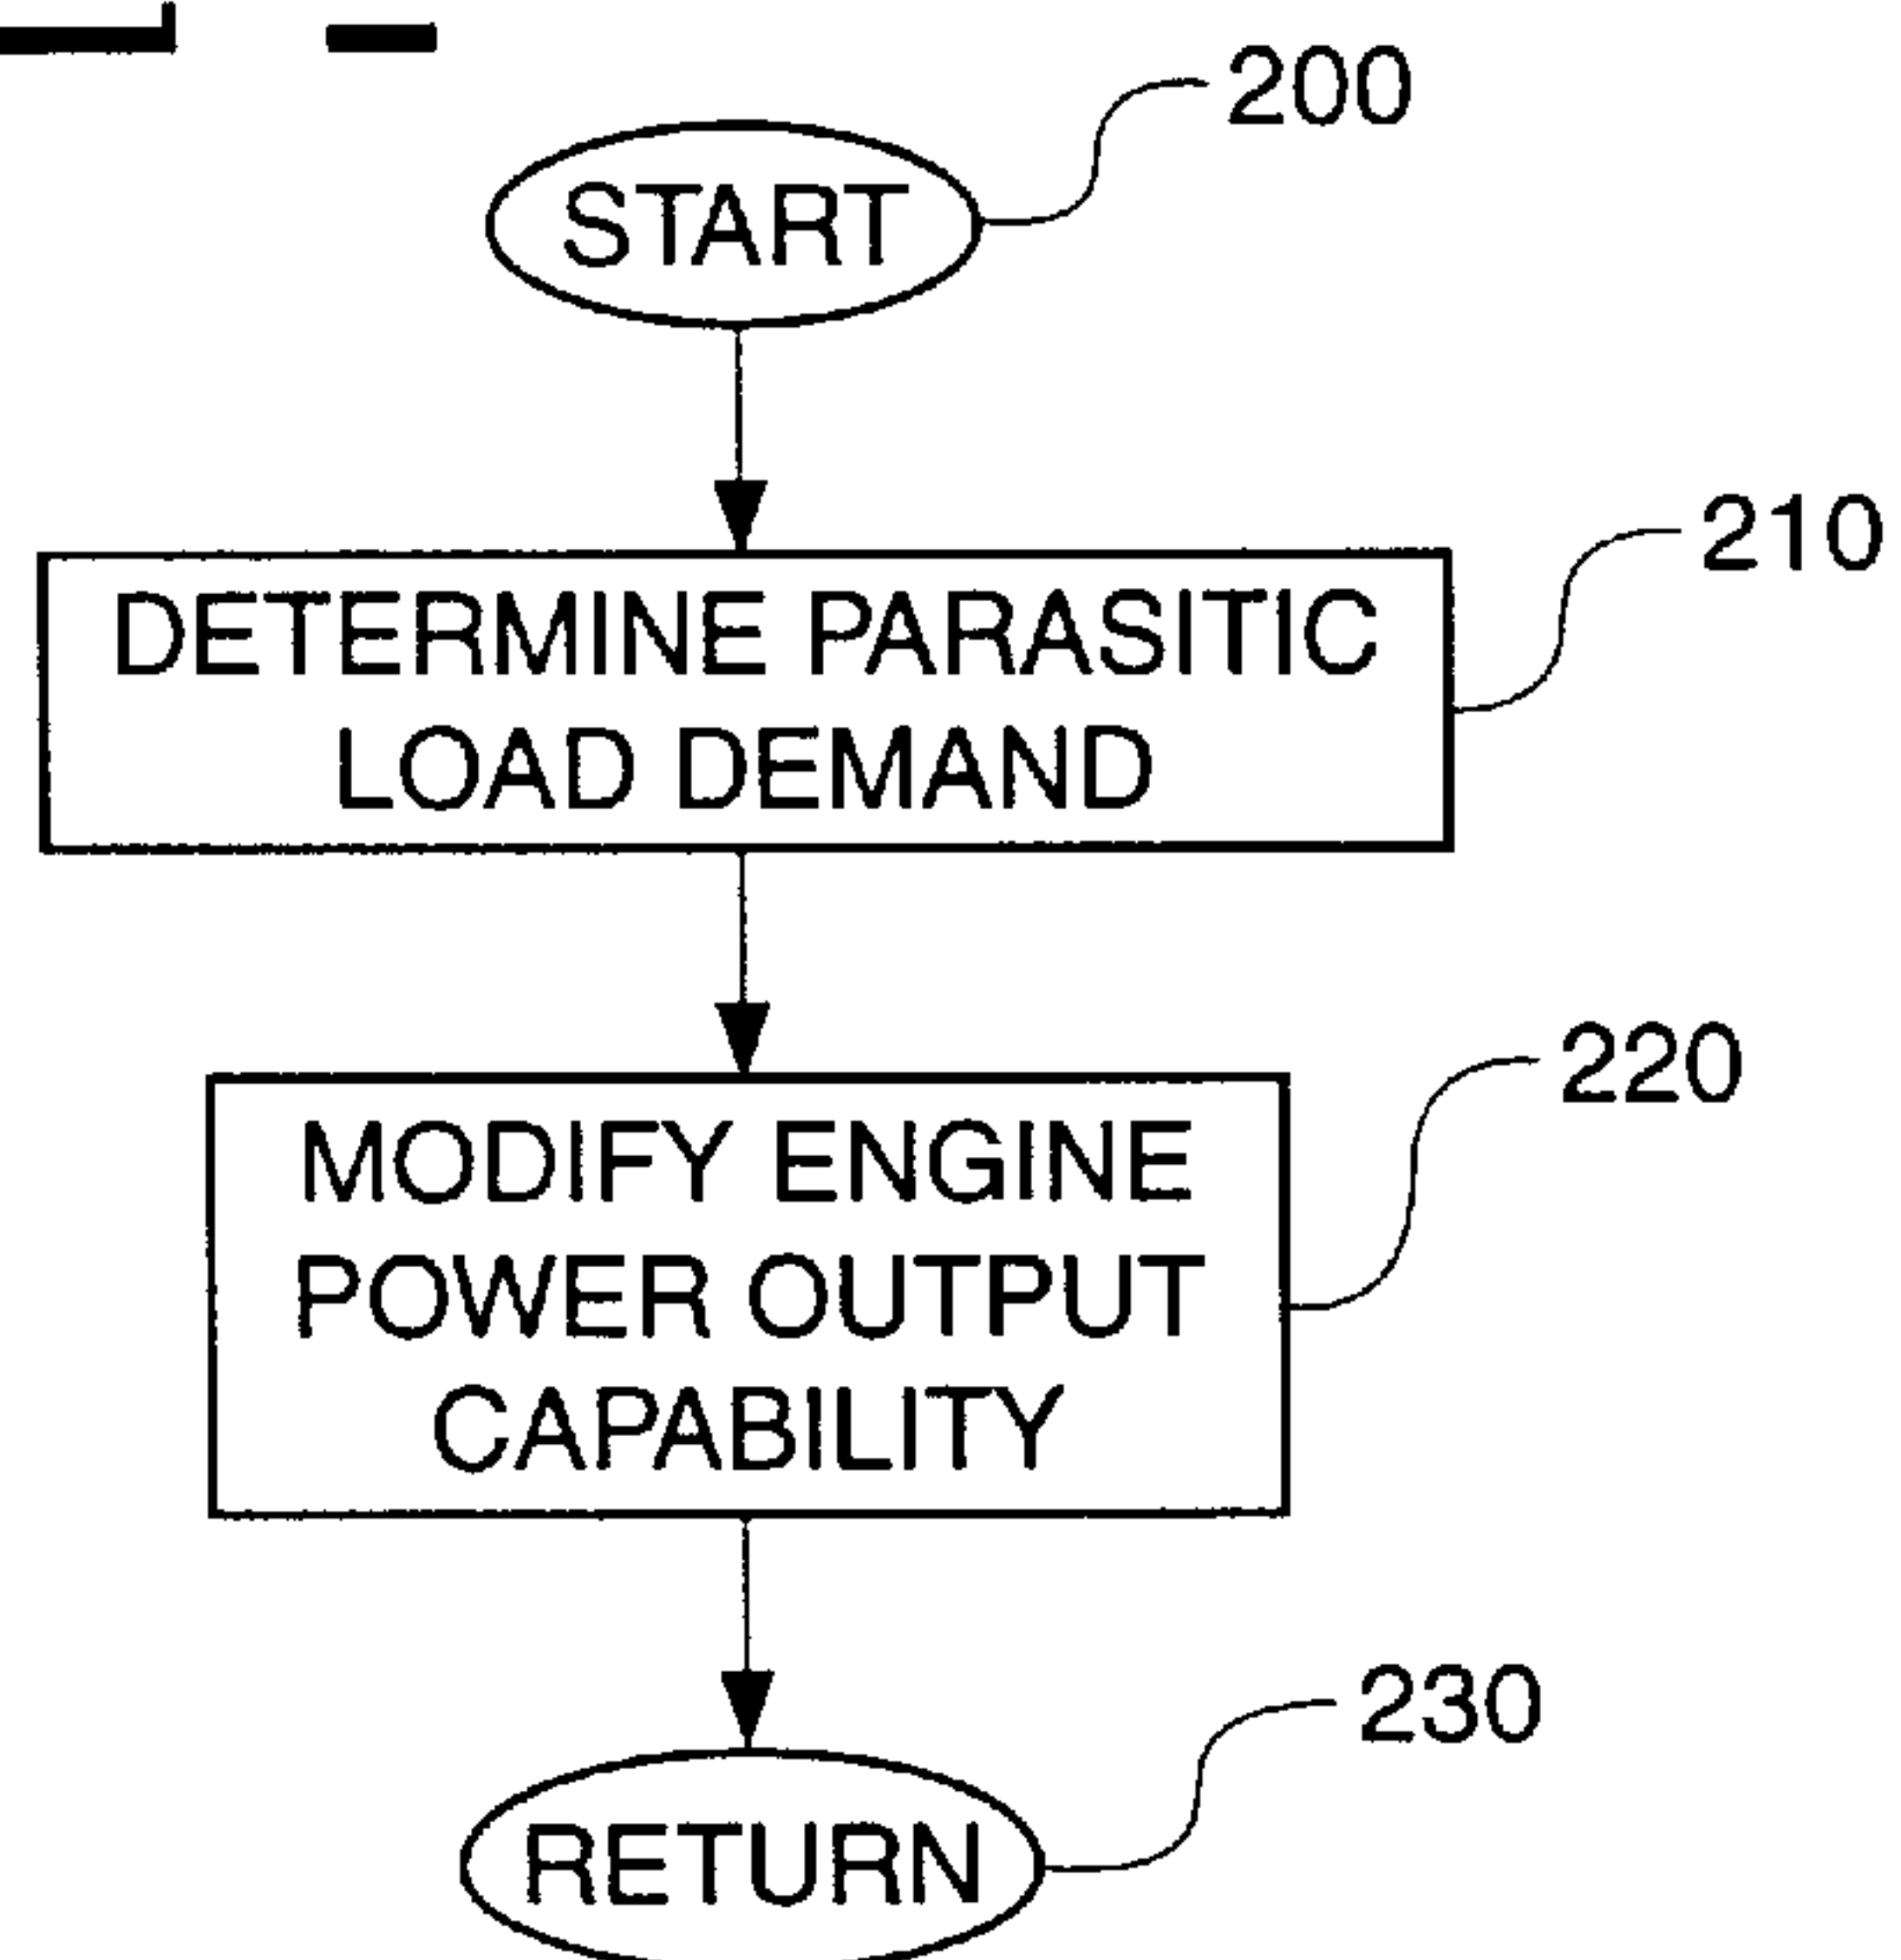 200
START
210
DETERMINE PARASITIC
LOAD DEMAND
220
MODIFY ENGINE
POWER OUTPUT
CAPABILITY
230
RETURN